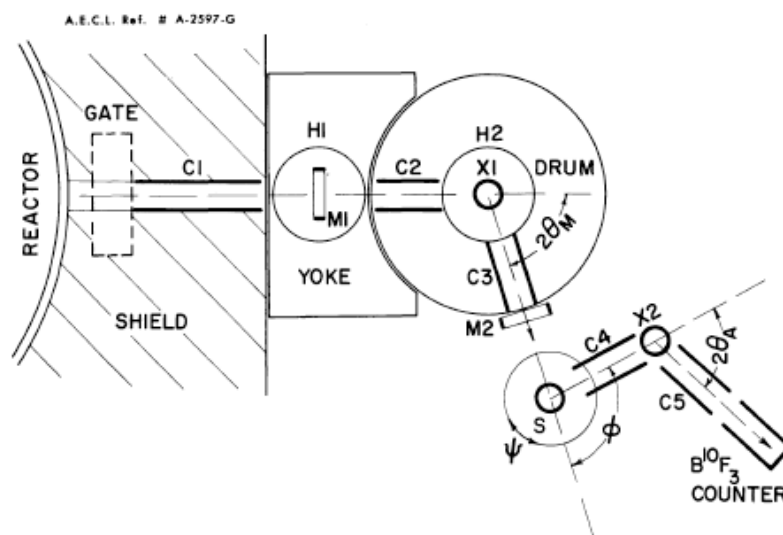 A.E.C.L. Ref. # A-2597-G
GATE
C1
REACTOR
SHIELD
H1
M1
YOKE
C2
H2
X1
DRUM
2θM
C3
M2
X2
C4
2θA
C5
S
ψ
ϕ
B10F3
COUNTER